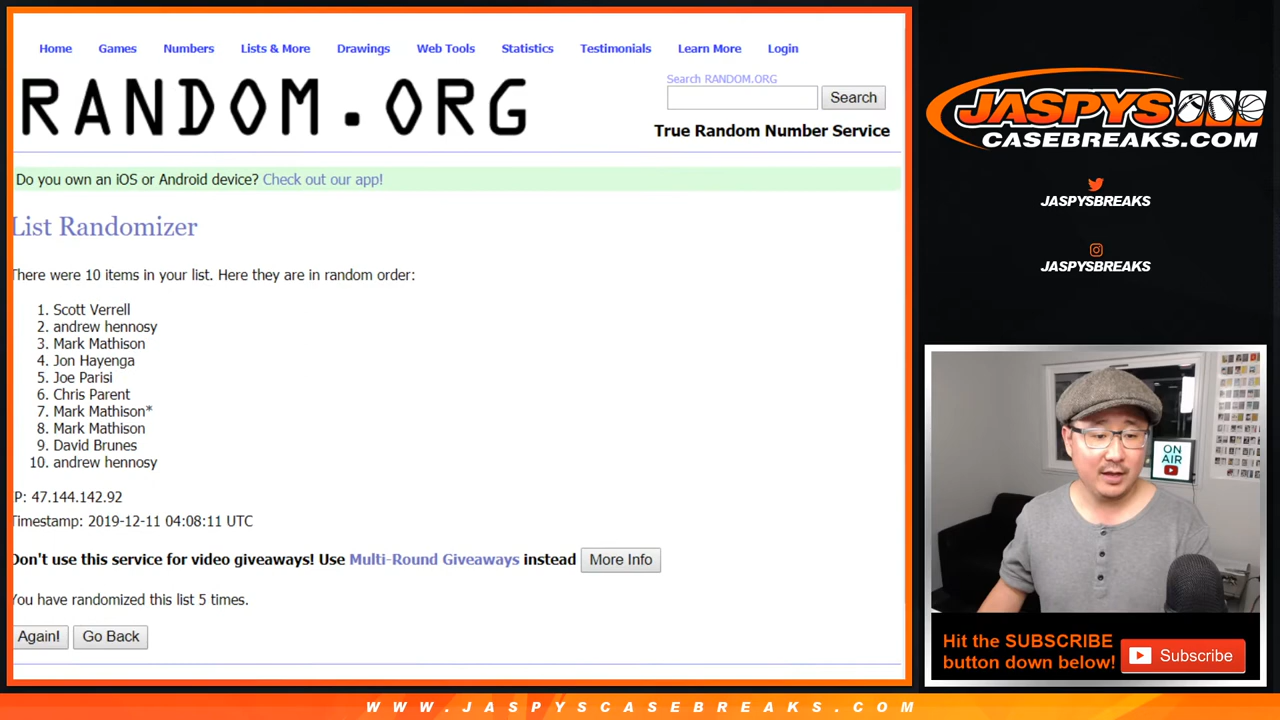 Home Games Numbers Lists & More Drawings Web Tools Statistics Testimonials Learn More Login
RANDOM.ORG
Search RANDOM.ORG
Search
True Random Number Service
Do you own an iOS or Android device? Check out our app!
List Randomizer
There were 10 items in your list. Here they are in random order:
1. Scott Verrell
2. andrew hennosy
3. Mark Mathison
4. Jon Hayenga
5. Joe Parisi
6. Chris Parent
7. Mark Mathison*
8. Mark Mathison
9. David Brunes
10. andrew hennosy
P: 47.144.142.92
Timestamp: 2019-12-11 04:08:11 UTC
Don't use this service for video giveaways! Use Multi-Round Giveaways instead More Info
You have randomized this list 5 times.
Again! Go Back
JASPYS
CASEBREAKS.COM
JASPYSBREAKS
JASPYSBREAKS
ON
AIR
Hit the SUBSCRIBE
button down below!
Subscribe
WWW.JASPYSCASEBREAKS.COM